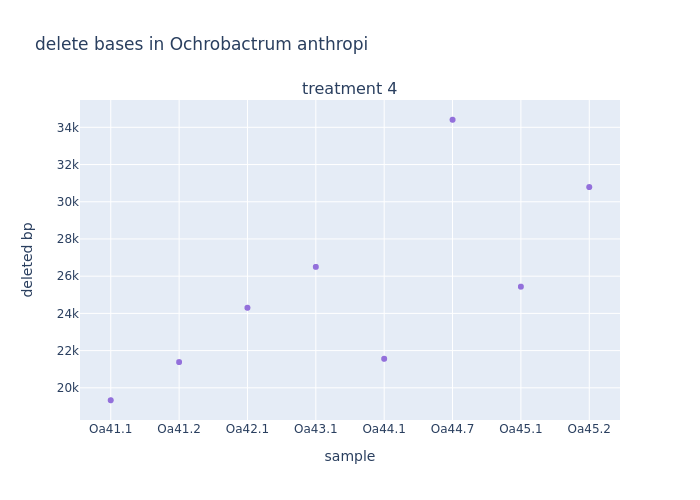 delete bases in Ochrobactrum anthropi
treatment 4
34k
32k
30k
28k
26k
24k
22k
20k
deleted bp
Oa41.1 Oa41.2 Oa42.1 Oa43.1 Oa44.1 Oa44.7 Oa45.1 Oa45.2
sample